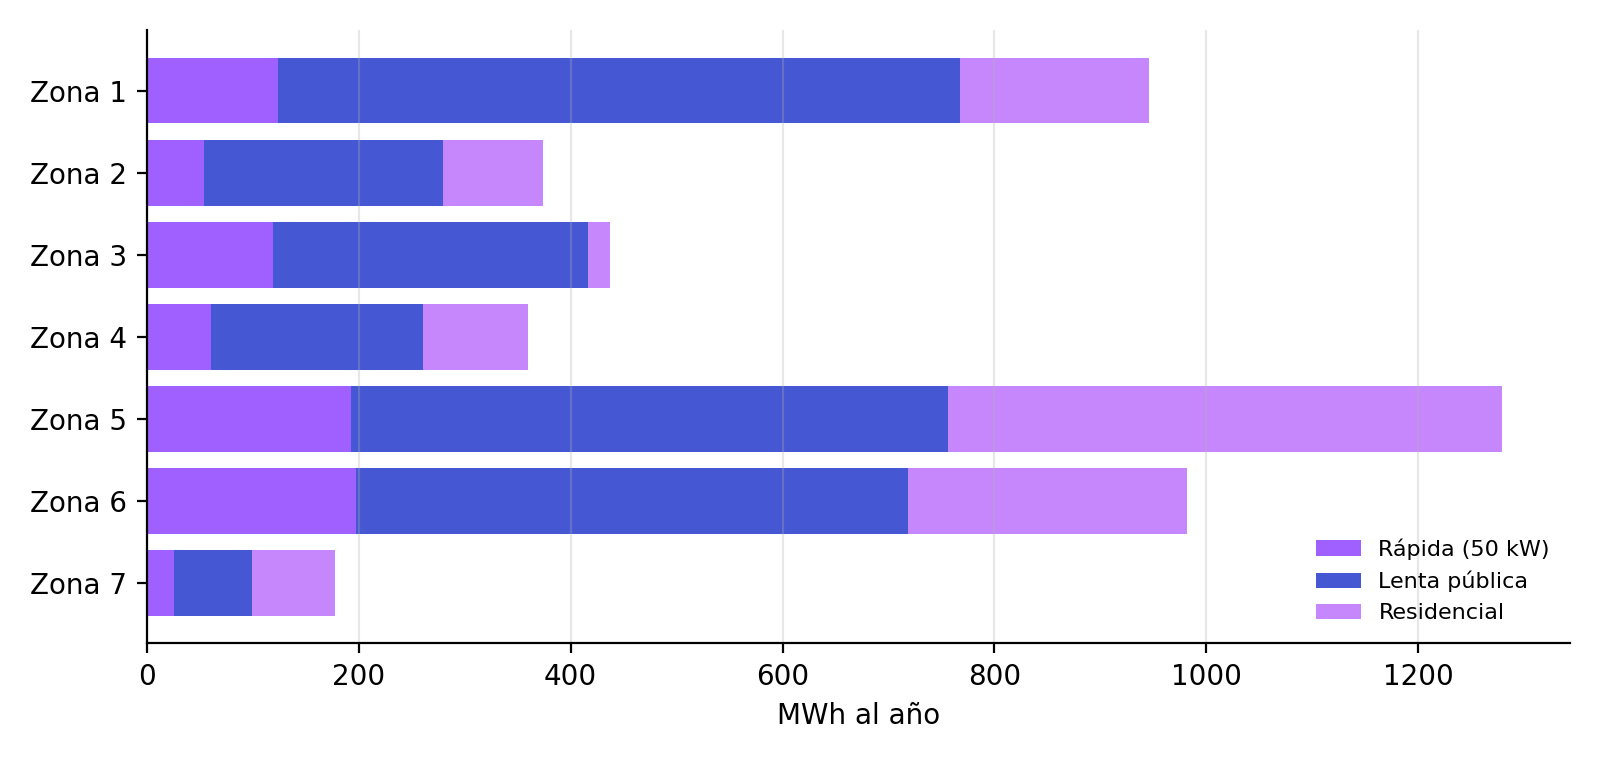 Zona 1
Zona 2
Zona 3
Zona 4
Zona 5
Zona 6
Zona 7
Rápida (50 kW)
Lenta pública
Residencial
0 200 400 600 800 1000 1200
MWh al año